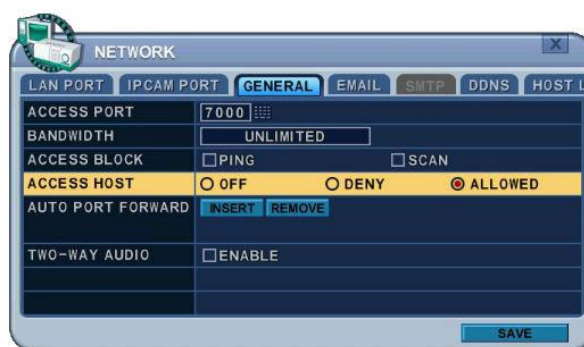 NETWORK
X
LAN PORT IPCAM PORT GENERAL EMAIL SMTP DDNS HOST L
ACCESS PORT 7000
BANDWIDTH UNLIMITED
ACCESS BLOCK PING SCAN
ACCESS HOST OFF DENY ALLOWED
AUTO PORT FORWARD INSERT REMOVE
TWO-WAY AUDIO ENABLE
SAVE